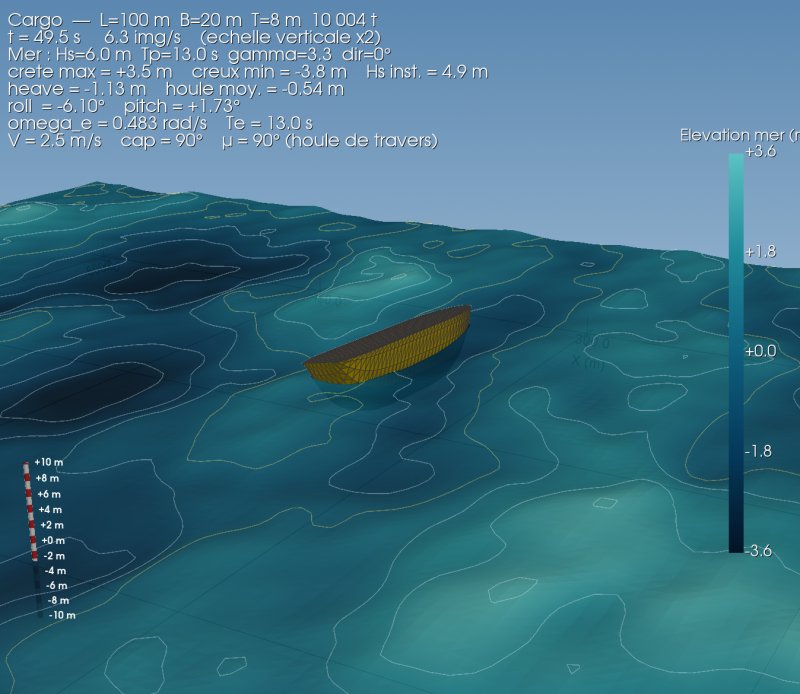 Cargo — L=100 m B=20 m T=8 m 10 004 t
t = 49.5 s 6.3 img/s (echelle verticale x2)
Mer : Hs=6.0 m Tp=13.0 s gamma=3.3 dir=0°
crete max = +3.5 m creux min = -3.8 m Hs inst. = 4.9 m
heave = -1.13 m houle moy. = -0.54 m
roll = -6.10° pitch = +1.73°
omega_e = 0.483 rad/s Te = 13.0 s
V = 2.5 m/s cap = 90° µ = 90° (houle de travers)
Elevation mer (m
+3.6
+1.8
+0.0
-1.8
-3.6
X (m)
+10 m
+8 m
+6 m
+4 m
+2 m
+0 m
-2 m
-4 m
-6 m
-8 m
-10 m